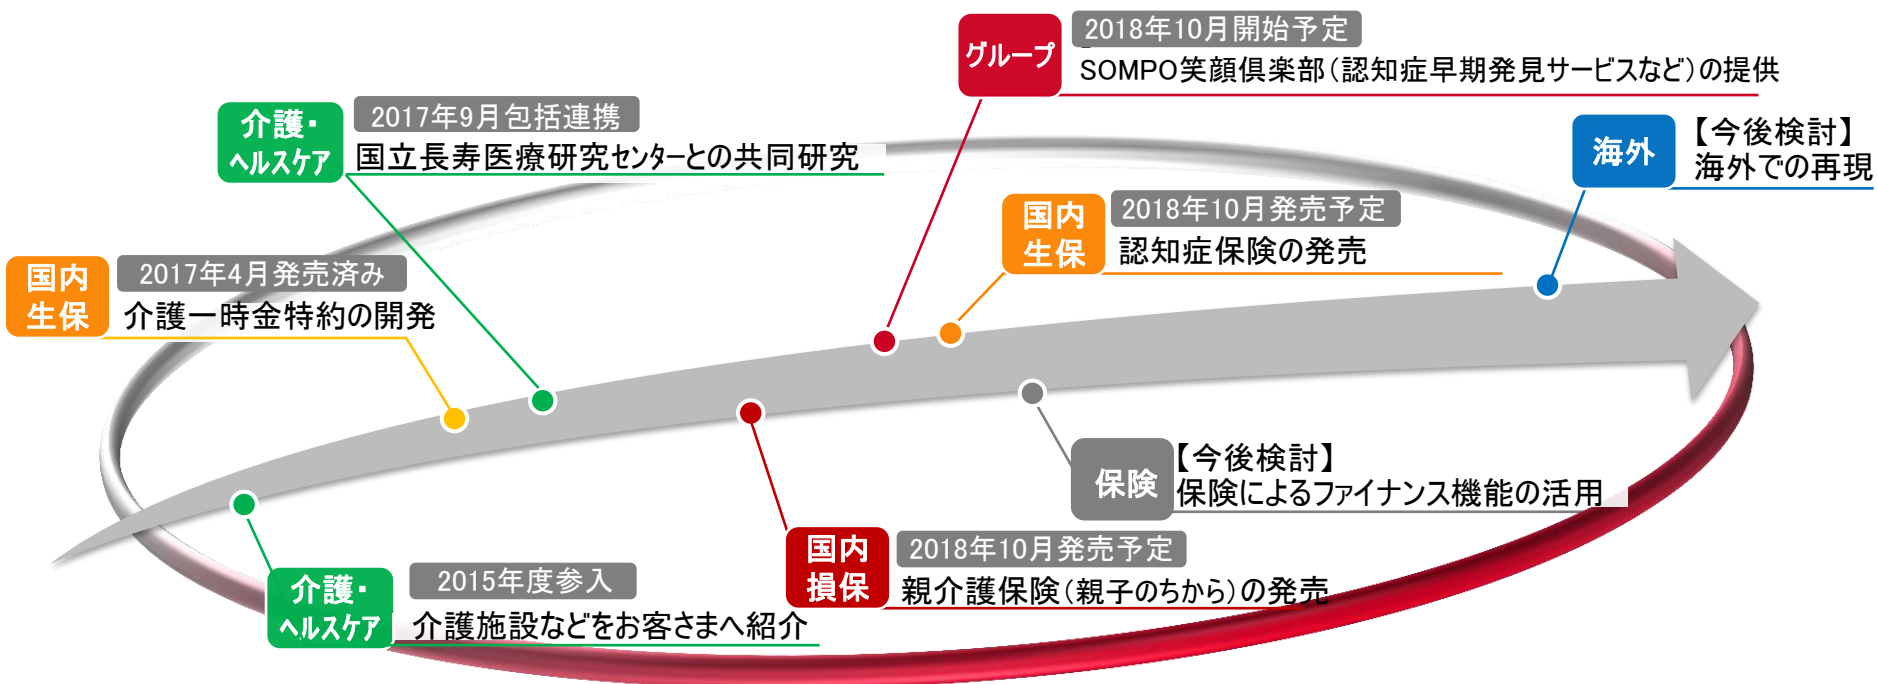 グループ
2018年10月開始予定
SOMPO笑顔倶楽部（認知症早期発見サービスなど）の提供
介護・
ヘルスケア
2017年9月包括連携
国立長寿医療研究センターとの共同研究
海外
【今後検討】
海外での再現
国内
生保
2018年10月発売予定
認知症保険の発売
国内
生保
2017年4月発売済み
介護一時金特約の開発
保険
【今後検討】
保険によるファイナンス機能の活用
国内
損保
2018年10月発売予定
親介護保険（親子のちから）の発売
介護・
ヘルスケア
2015年度参入
介護施設などをお客さまへ紹介